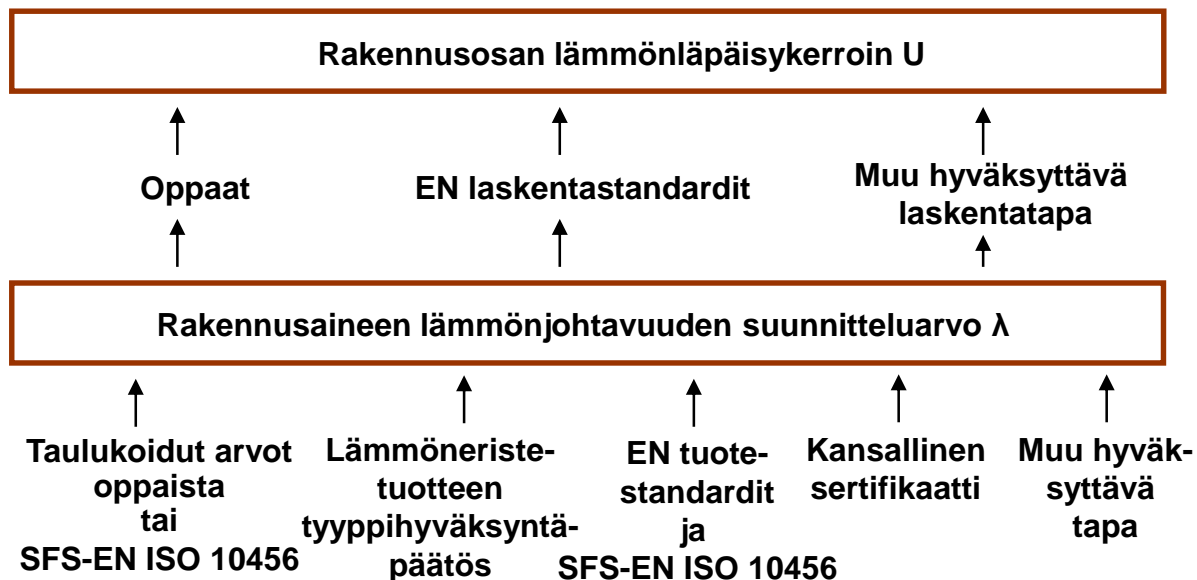 Rakennusosan lämmönläpäisykerroin U
Oppaat
EN laskentastandardit
Muu hyväksyttävä
laskentatapa
Rakennusaineen lämmönjohtavuuden suunnitteluarvo λ
Taulukoidut arvot
oppaista
tai
SFS-EN ISO 10456
Lämmöneriste-
tuotteen
tyyppihyväksyntä-
päätös
EN tuote-
standardit
ja
SFS-EN ISO 10456
Kansallinen
sertifikaatti
Muu hyväk-
syttävä
tapa